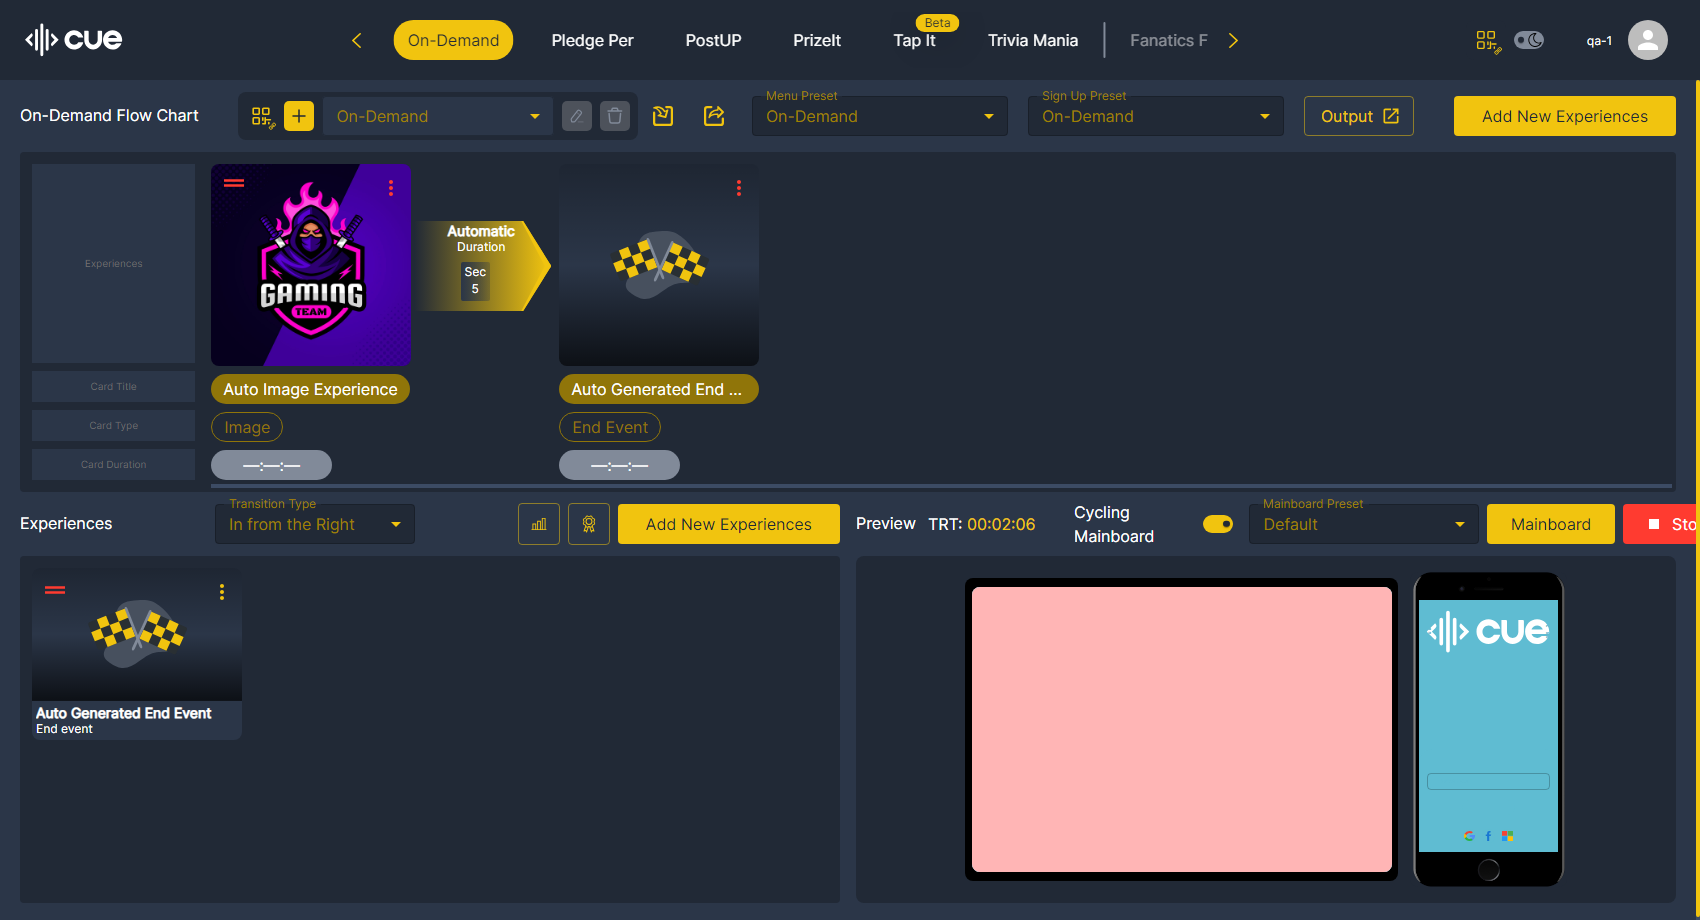 cue
On-Demand
Pledge Per
PostUP
PrizeIt
Beta
Tap It
Trivia Mania
Fanatics F
qa-1
On-Demand Flow Chart
On-Demand
Menu Preset
On-Demand
Sign Up Preset
On-Demand
Output
Add New Experiences
Experiences
Card Title
Card Type
Card Duration
GAMING
TEAM
Automatic
Duration
Sec
5
Auto Image Experience
Image
—:—:—
Auto Generated End ...
End Event
—:—:—
Experiences
Transition Type
In from the Right
Add New Experiences
Preview
TRT: 00:02:06
Cycling
Mainboard
Mainboard Preset
Default
Mainboard
Sto
Auto Generated End Event
End event
cue